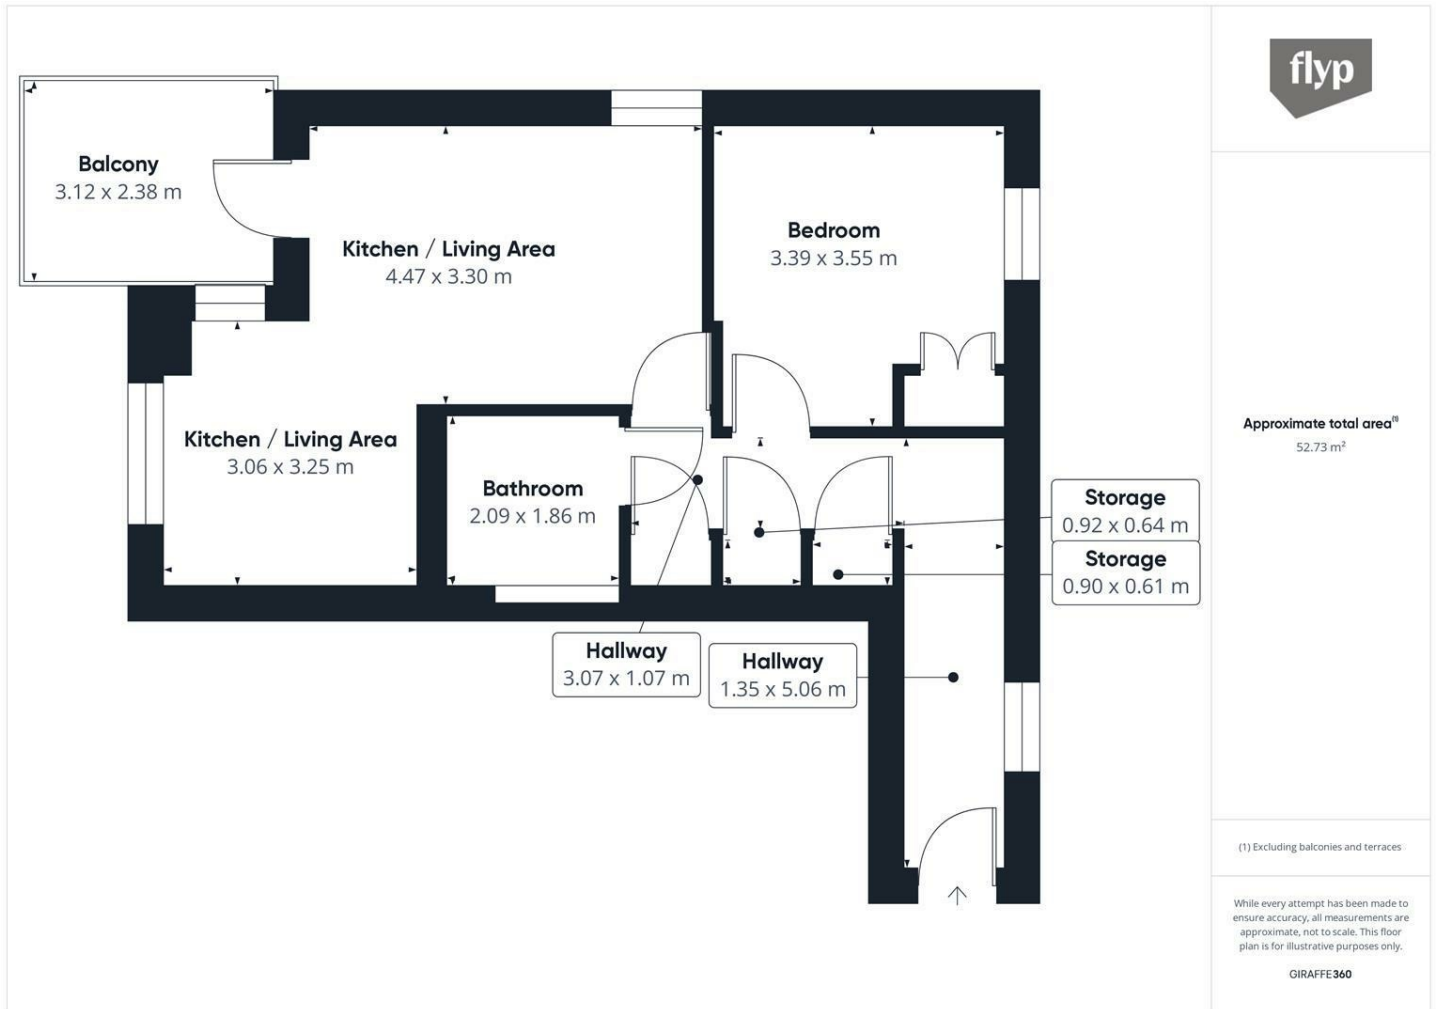 flyp
Balcony
3.12 x 2.38 m
Kitchen / Living Area
4.47 x 3.30 m
Bedroom
3.39 x 3.55 m
Kitchen / Living Area
3.06 x 3.25 m
Bathroom
2.09 x 1.86 m
Storage
0.92 x 0.64 m
Storage
0.90 x 0.61 m
Hallway
3.07 x 1.07 m
Hallway
1.35 x 5.06 m
Approximate total area(1)
52.73 m²
(1) Excluding balconies and terraces
While every attempt has been made to
ensure accuracy, all measurements are
approximate, not to scale. This floor
plan is for illustrative purposes only.
GIRAFFE360